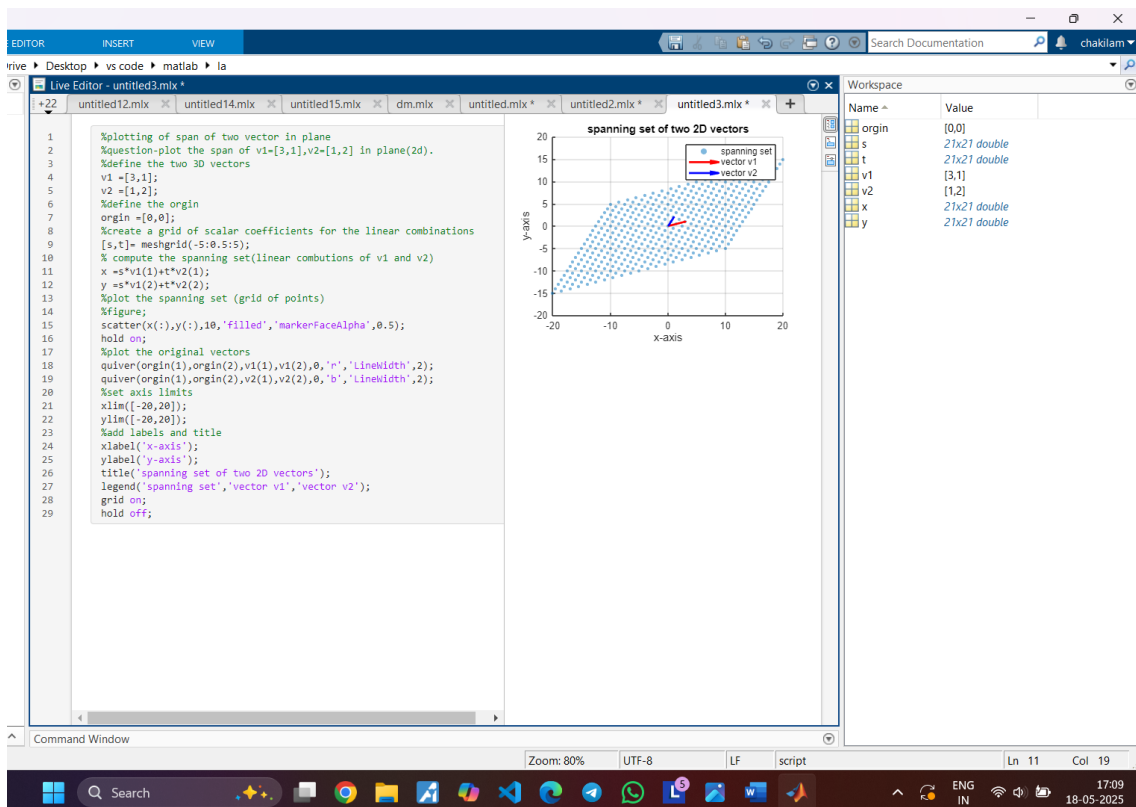 EDITOR INSERT VIEW Search Documentation chakilam
Desktop vs code matlab la
Live Editor - untitled3.mlx *
+22 untitled12.mlx untitled14.mlx untitled15.mlx dm.mlx untitled.mlx * untitled2.mlx * untitled3.mlx * +
1 %plotting of span of two vector in plane
2 %question-plot the span of v1=[3,1],v2=[1,2] in plane(2d).
3 %define the two 3D vectors
4 v1 =[3,1];
5 v2 =[1,2];
6 %define the orgin
7 orgin =[0,0];
8 %create a grid of scalar coefficients for the linear combinations
9 [s,t]= meshgrid(-5:0.5:5);
10 % compute the spanning set(linear combutions of v1 and v2)
11 x =s*v1(1)+t*v2(1);
12 y =s*v1(2)+t*v2(2);
13 %plot the spanning set (grid of points)
14 %figure;
15 scatter(x(:),y(:),10,'filled','markerFaceAlpha',0.5);
16 hold on;
17 %plot the original vectors
18 quiver(orgin(1),orgin(2),v1(1),v1(2),0,'r','LineWidth',2);
19 quiver(orgin(1),orgin(2),v2(1),v2(2),0,'b','LineWidth',2);
20 %set axis limits
21 xlim([-20,20]);
22 ylim([-20,20]);
23 %add labels and title
24 xlabel('x-axis');
25 ylabel('y-axis');
26 title('spanning set of two 2D vectors');
27 legend('spanning set','vector v1','vector v2');
28 grid on;
29 hold off;
spanning set of two 2D vectors
spanning set
vector v1
vector v2
20
15
10
5
0
-5
-10
-15
-20
y-axis
-20 -10 0 10 20
x-axis
Workspace
Name Value
orgin [0,0]
s 21x21 double
t 21x21 double
v1 [3,1]
v2 [1,2]
x 21x21 double
y 21x21 double
Command Window
Zoom: 80% UTF-8 LF script Ln 11 Col 19
Search
5
ENG
IN
17:09
18-05-2025